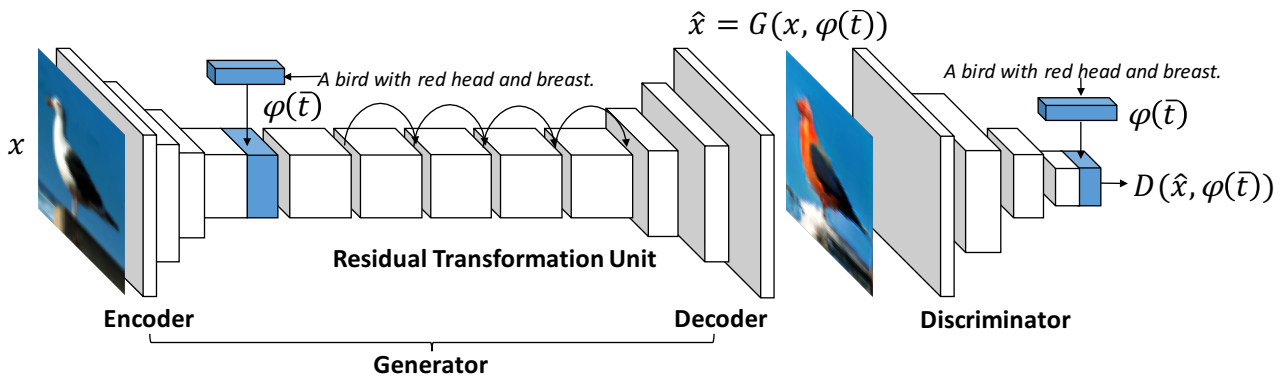 x̂ = G(x, φ(t̄))
A bird with red head and breast.
φ(t̄)
x
Residual Transformation Unit
Encoder
Decoder
Generator
A bird with red head and breast.
φ(t̄)
D(x̂, φ(t̄))
Discriminator